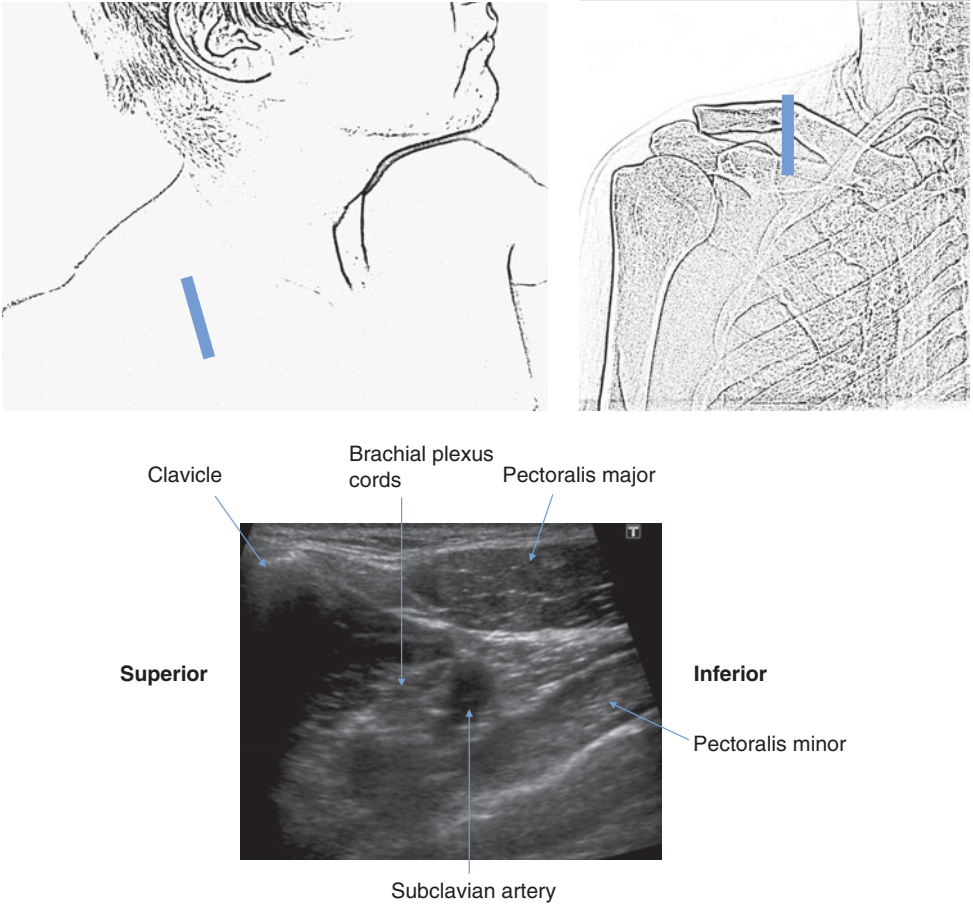 Brachial plexus
cords
Clavicle
Pectoralis major
T
Superior
Inferior
Pectoralis minor
Subclavian artery